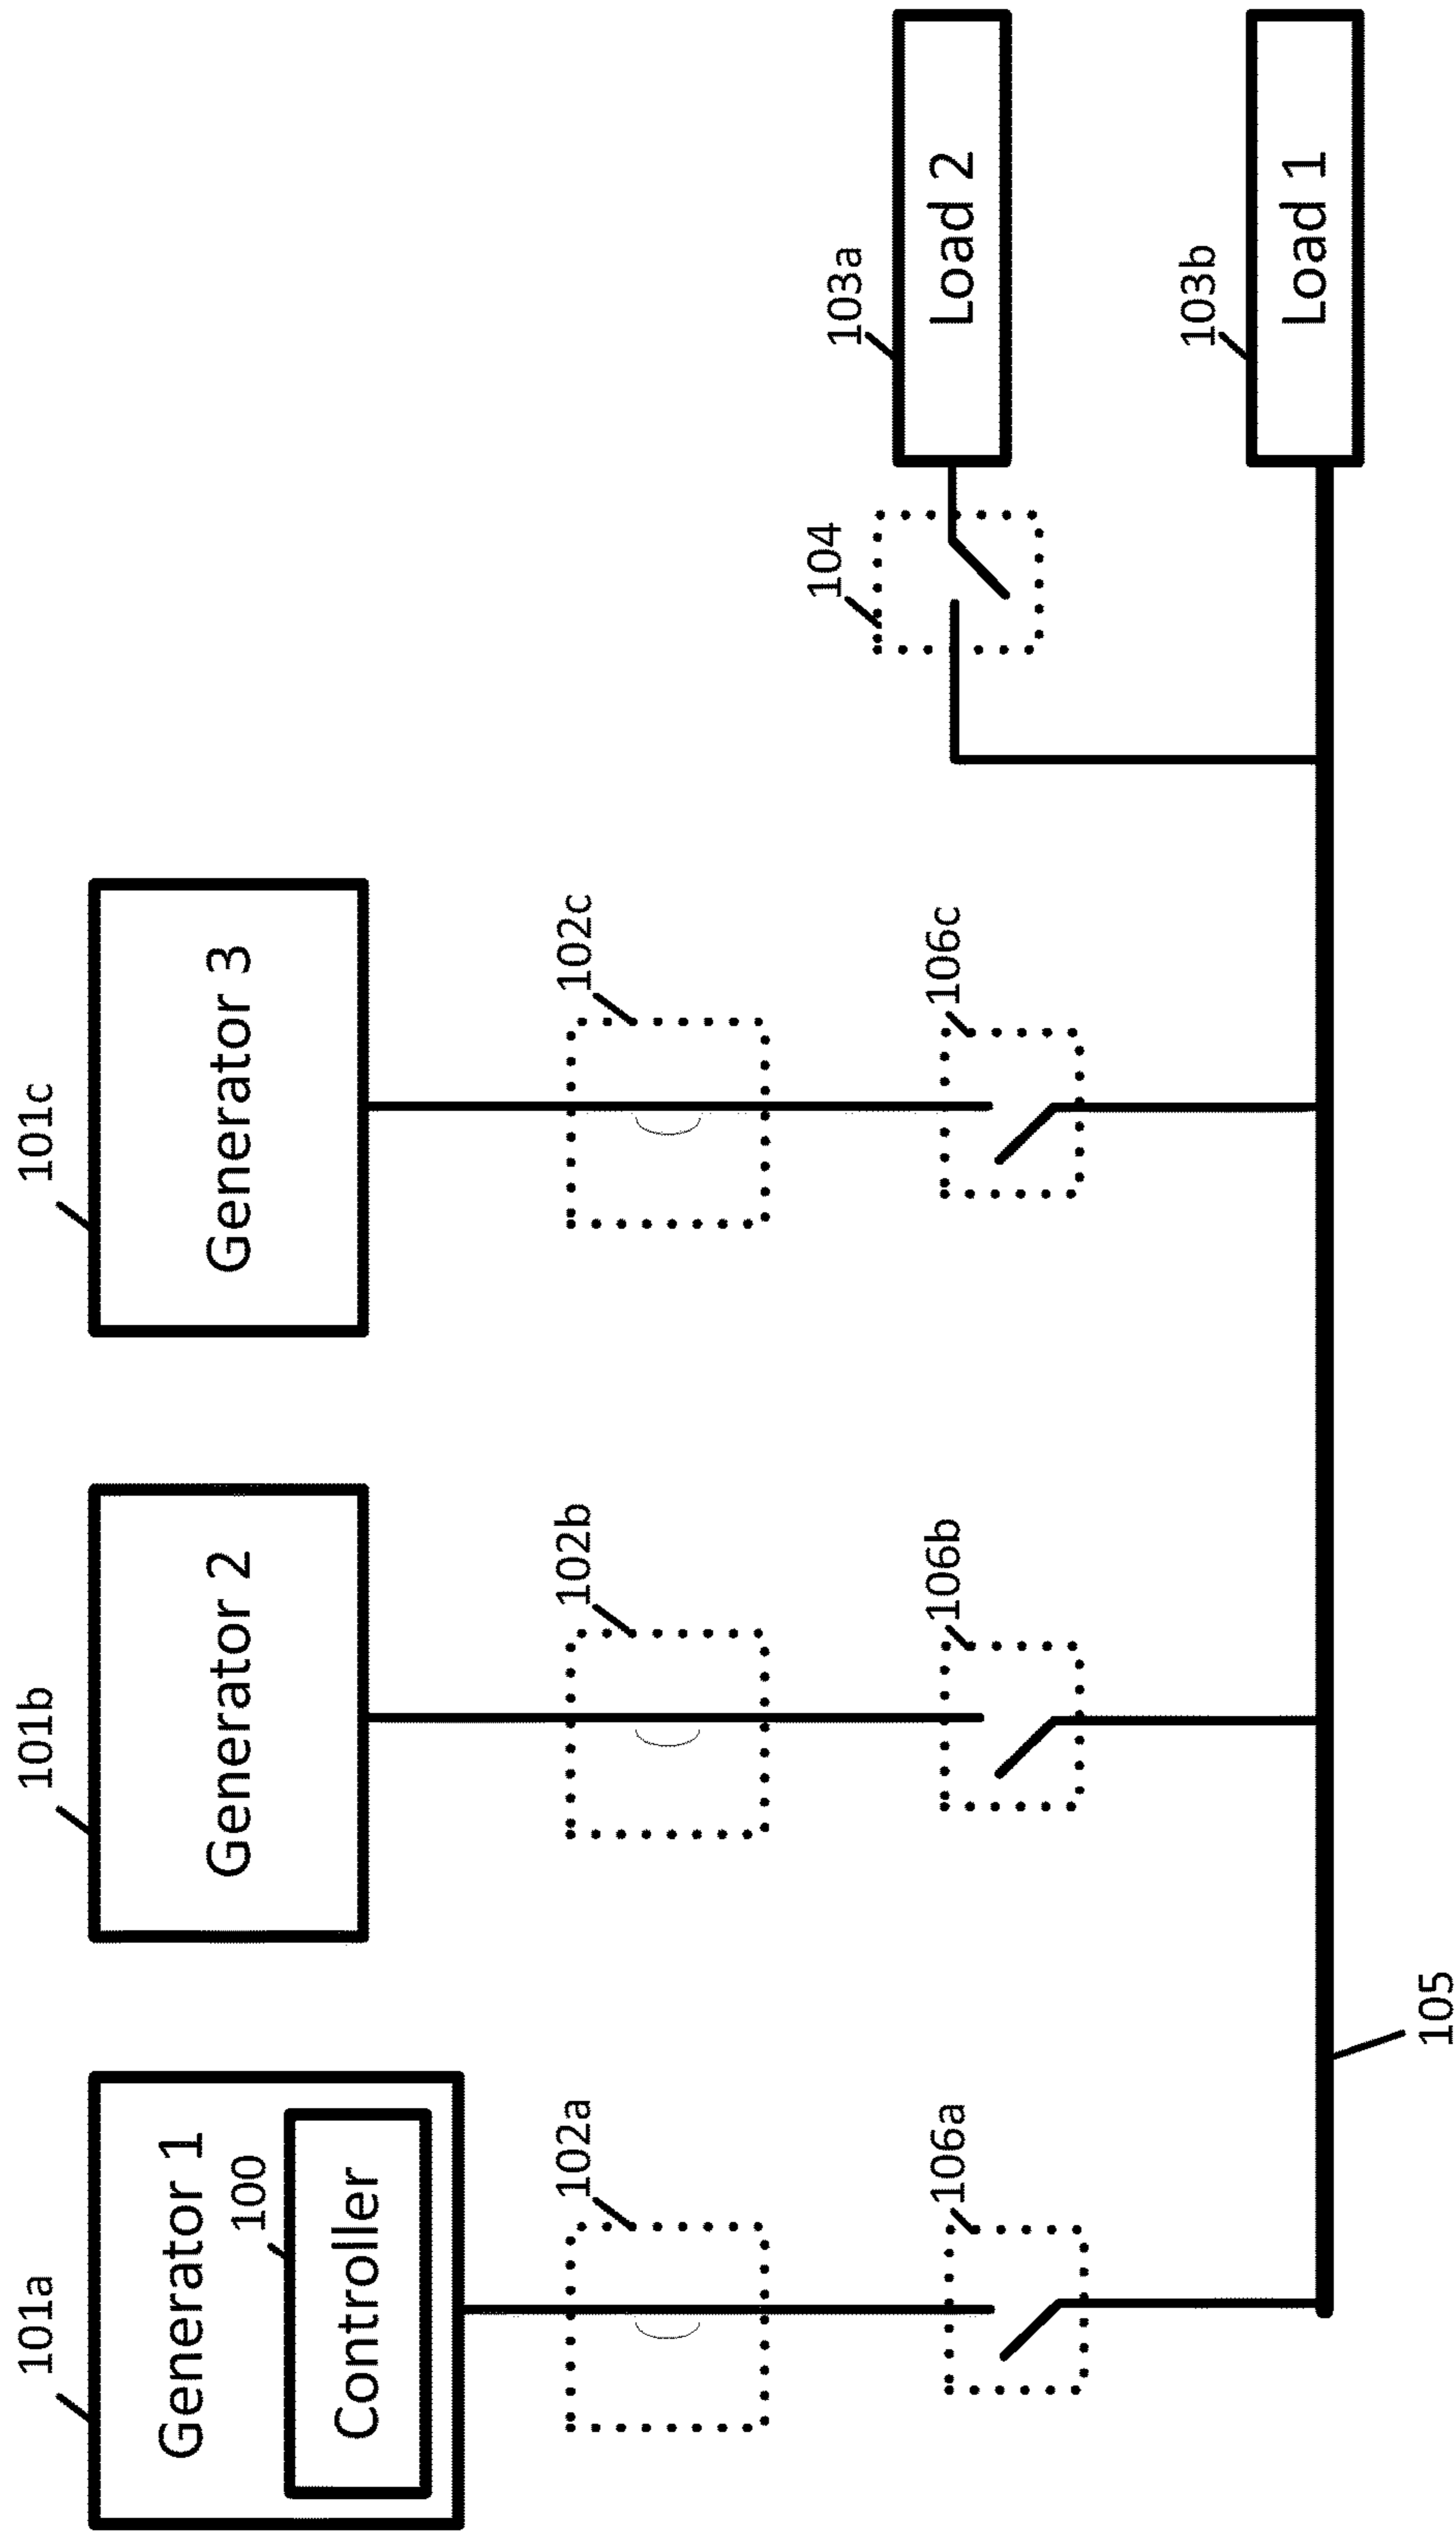 101a
Generator 1
100
Controller
101b
Generator 2
101c
Generator 3
102a
102b
102c
103a
Load 2
104
106a
106b
106c
103b
Load 1
105